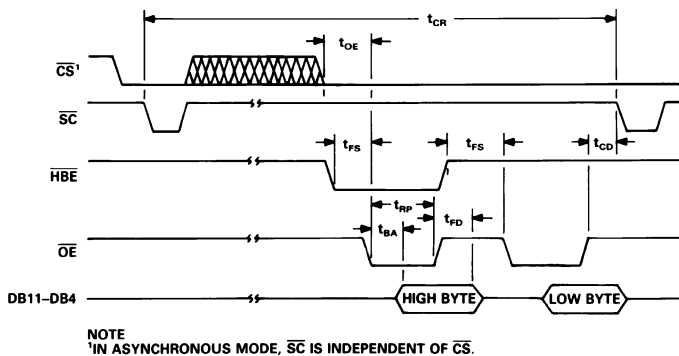 tCR
tOE
CS¹
SC
tFS
tFS
tCD
HBE
tRP
tBA
tFD
OE
DB11–DB4
HIGH BYTE
LOW BYTE
NOTE
¹IN ASYNCHRONOUS MODE, SC IS INDEPENDENT OF CS.